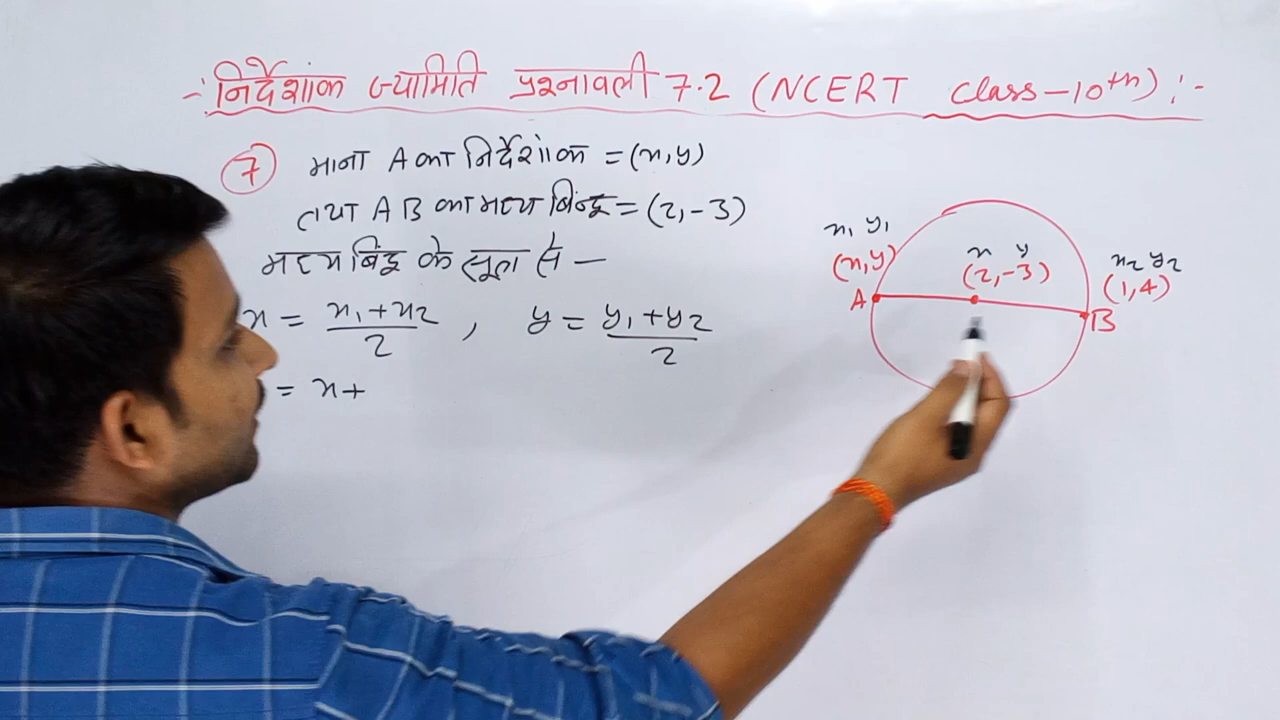 -: निर्देशांक ज्यामिति प्रश्नावली 7.2 (NCERT class-10th) :-
7 माना A का निर्देशांक = (x,y)
तथा AB का मध्य बिन्दु = (2,-3)
मध्य बिंदु के सूत्र से -
x = x₁+x₂/2 , y = y₁+y₂/2
= x+
x₁ y₁
(x,y)
A
x y
(2,-3)
x₂ y₂
(1,4)
B